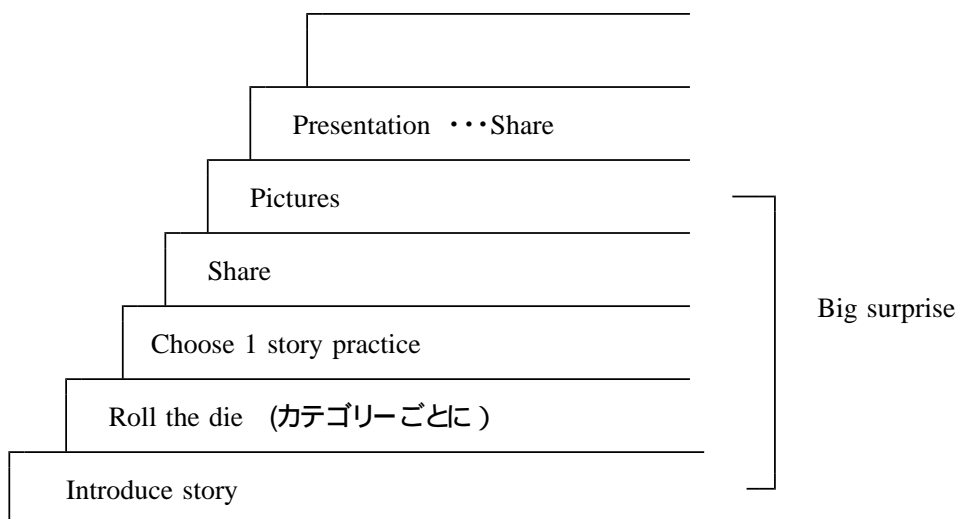 Presentation ・・・Share
Pictures
Share
Big surprise
Choose 1 story practice
Roll the die (カテゴリーごとに)
Introduce story